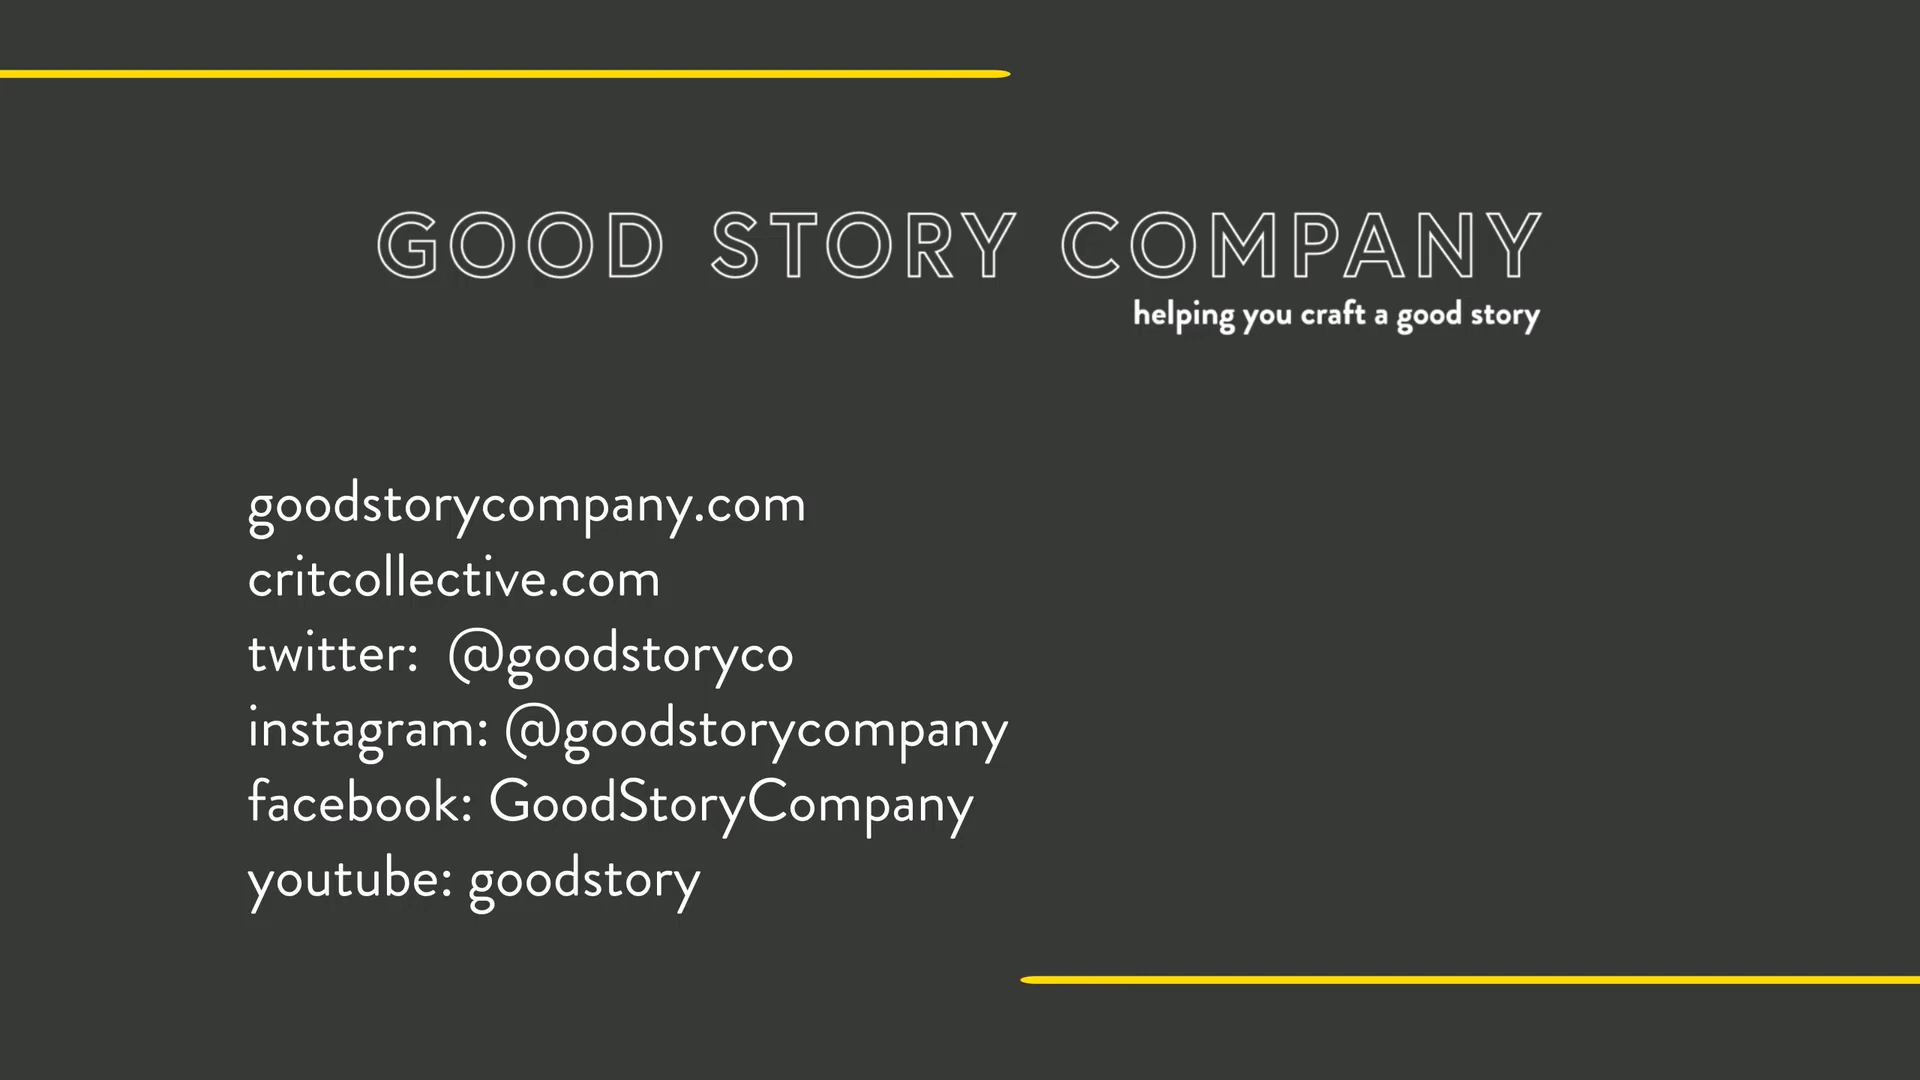 GOOD STORY COMPANY
helping you craft a good story
goodstorycompany.com
critcollective.com
twitter:  @goodstoryco
instagram: @goodstorycompany
facebook: GoodStoryCompany
youtube: goodstory